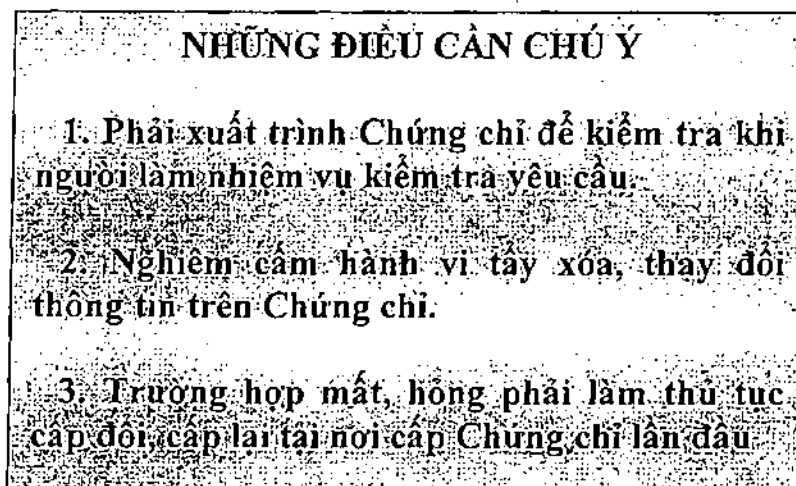 NHỮNG ĐIỀU CẦN CHÚ Ý
1. Phải xuất trình Chứng chỉ để kiểm tra khi
người làm nhiệm vụ kiểm tra yêu cầu.
2. Nghiêm cấm hành vi tẩy xóa, thay đổi
thông tin trên Chứng chỉ.
3. Trường hợp mất, hỏng phải làm thủ tục
cấp đổi, cấp lại tại nơi cấp Chứng chỉ lần đầu